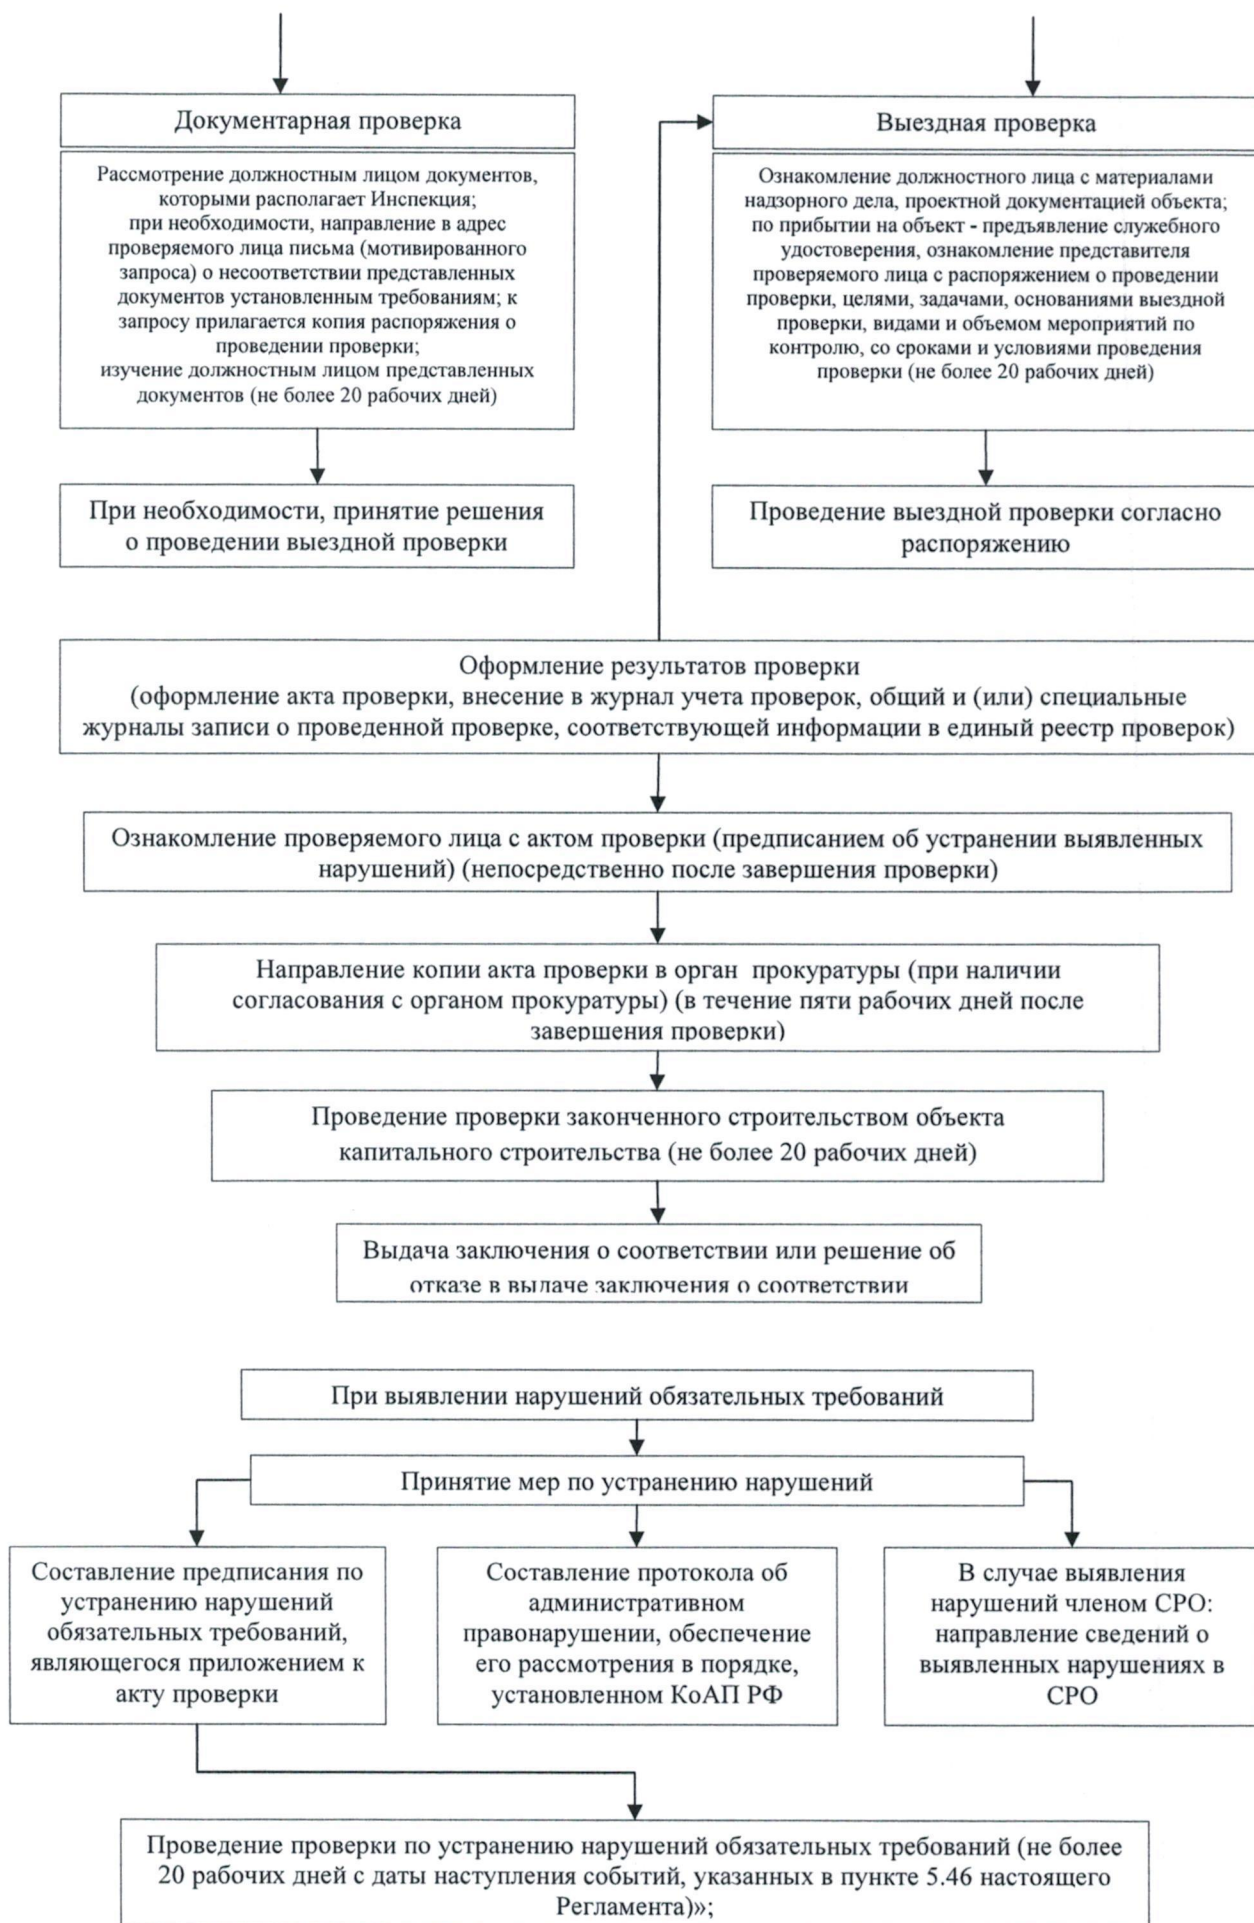 Документарная проверка
Рассмотрение должностным лицом документов,
которыми располагает Инспекция;
при необходимости, направление в адрес
проверяемого лица письма (мотивированного
запроса) о несоответствии представленных
документов установленным требованиям; к
запросу прилагается копия распоряжения о
проведении проверки;
изучение должностным лицом представленных
документов (не более 20 рабочих дней)
При необходимости, принятие решения
о проведении выездной проверки
Выездная проверка
Ознакомление должностного лица с материалами
надзорного дела, проектной документацией объекта;
по прибытии на объект - предъявление служебного
удостоверения, ознакомление представителя
проверяемого лица с распоряжением о проведении
проверки, целями, задачами, основаниями выездной
проверки, видами и объемом мероприятий по
контролю, со сроками и условиями проведения
проверки (не более 20 рабочих дней)
Проведение выездной проверки согласно
распоряжению
Оформление результатов проверки
(оформление акта проверки, внесение в журнал учета проверок, общий и (или) специальные
журналы записи о проведенной проверке, соответствующей информации в единый реестр проверок)
Ознакомление проверяемого лица с актом проверки (предписанием об устранении выявленных
нарушений) (непосредственно после завершения проверки)
Направление копии акта проверки в орган прокуратуры (при наличии
согласования с органом прокуратуры) (в течение пяти рабочих дней после
завершения проверки)
Проведение проверки законченного строительством объекта
капитального строительства (не более 20 рабочих дней)
Выдача заключения о соответствии или решение об
отказе в выдаче заключения о соответствии
При выявлении нарушений обязательных требований
Принятие мер по устранению нарушений
Составление предписания по
устранению нарушений
обязательных требований,
являющегося приложением к
акту проверки
Составление протокола об
административном
правонарушении, обеспечение
его рассмотрения в порядке,
установленном КоАП РФ
В случае выявления
нарушений членом СРО:
направление сведений о
выявленных нарушениях в
СРО
Проведение проверки по устранению нарушений обязательных требований (не более
20 рабочих дней с даты наступления событий, указанных в пункте 5.46 настоящего
Регламента)»;